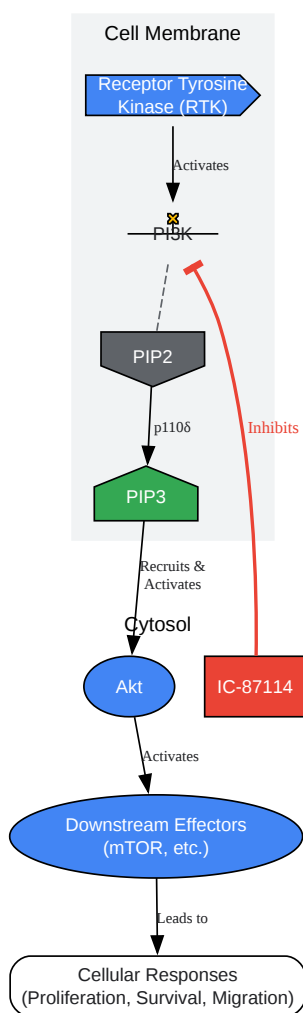 Cell Membrane
Receptor Tyrosine
Kinase (RTK)
Activates
PI3K
PIP2
p110δ
Inhibits
PIP3
Recruits &
Activates
Cytosol
Akt
IC-87114
Activates
Downstream Effectors
(mTOR, etc.)
Leads to
Cellular Responses
(Proliferation, Survival, Migration)